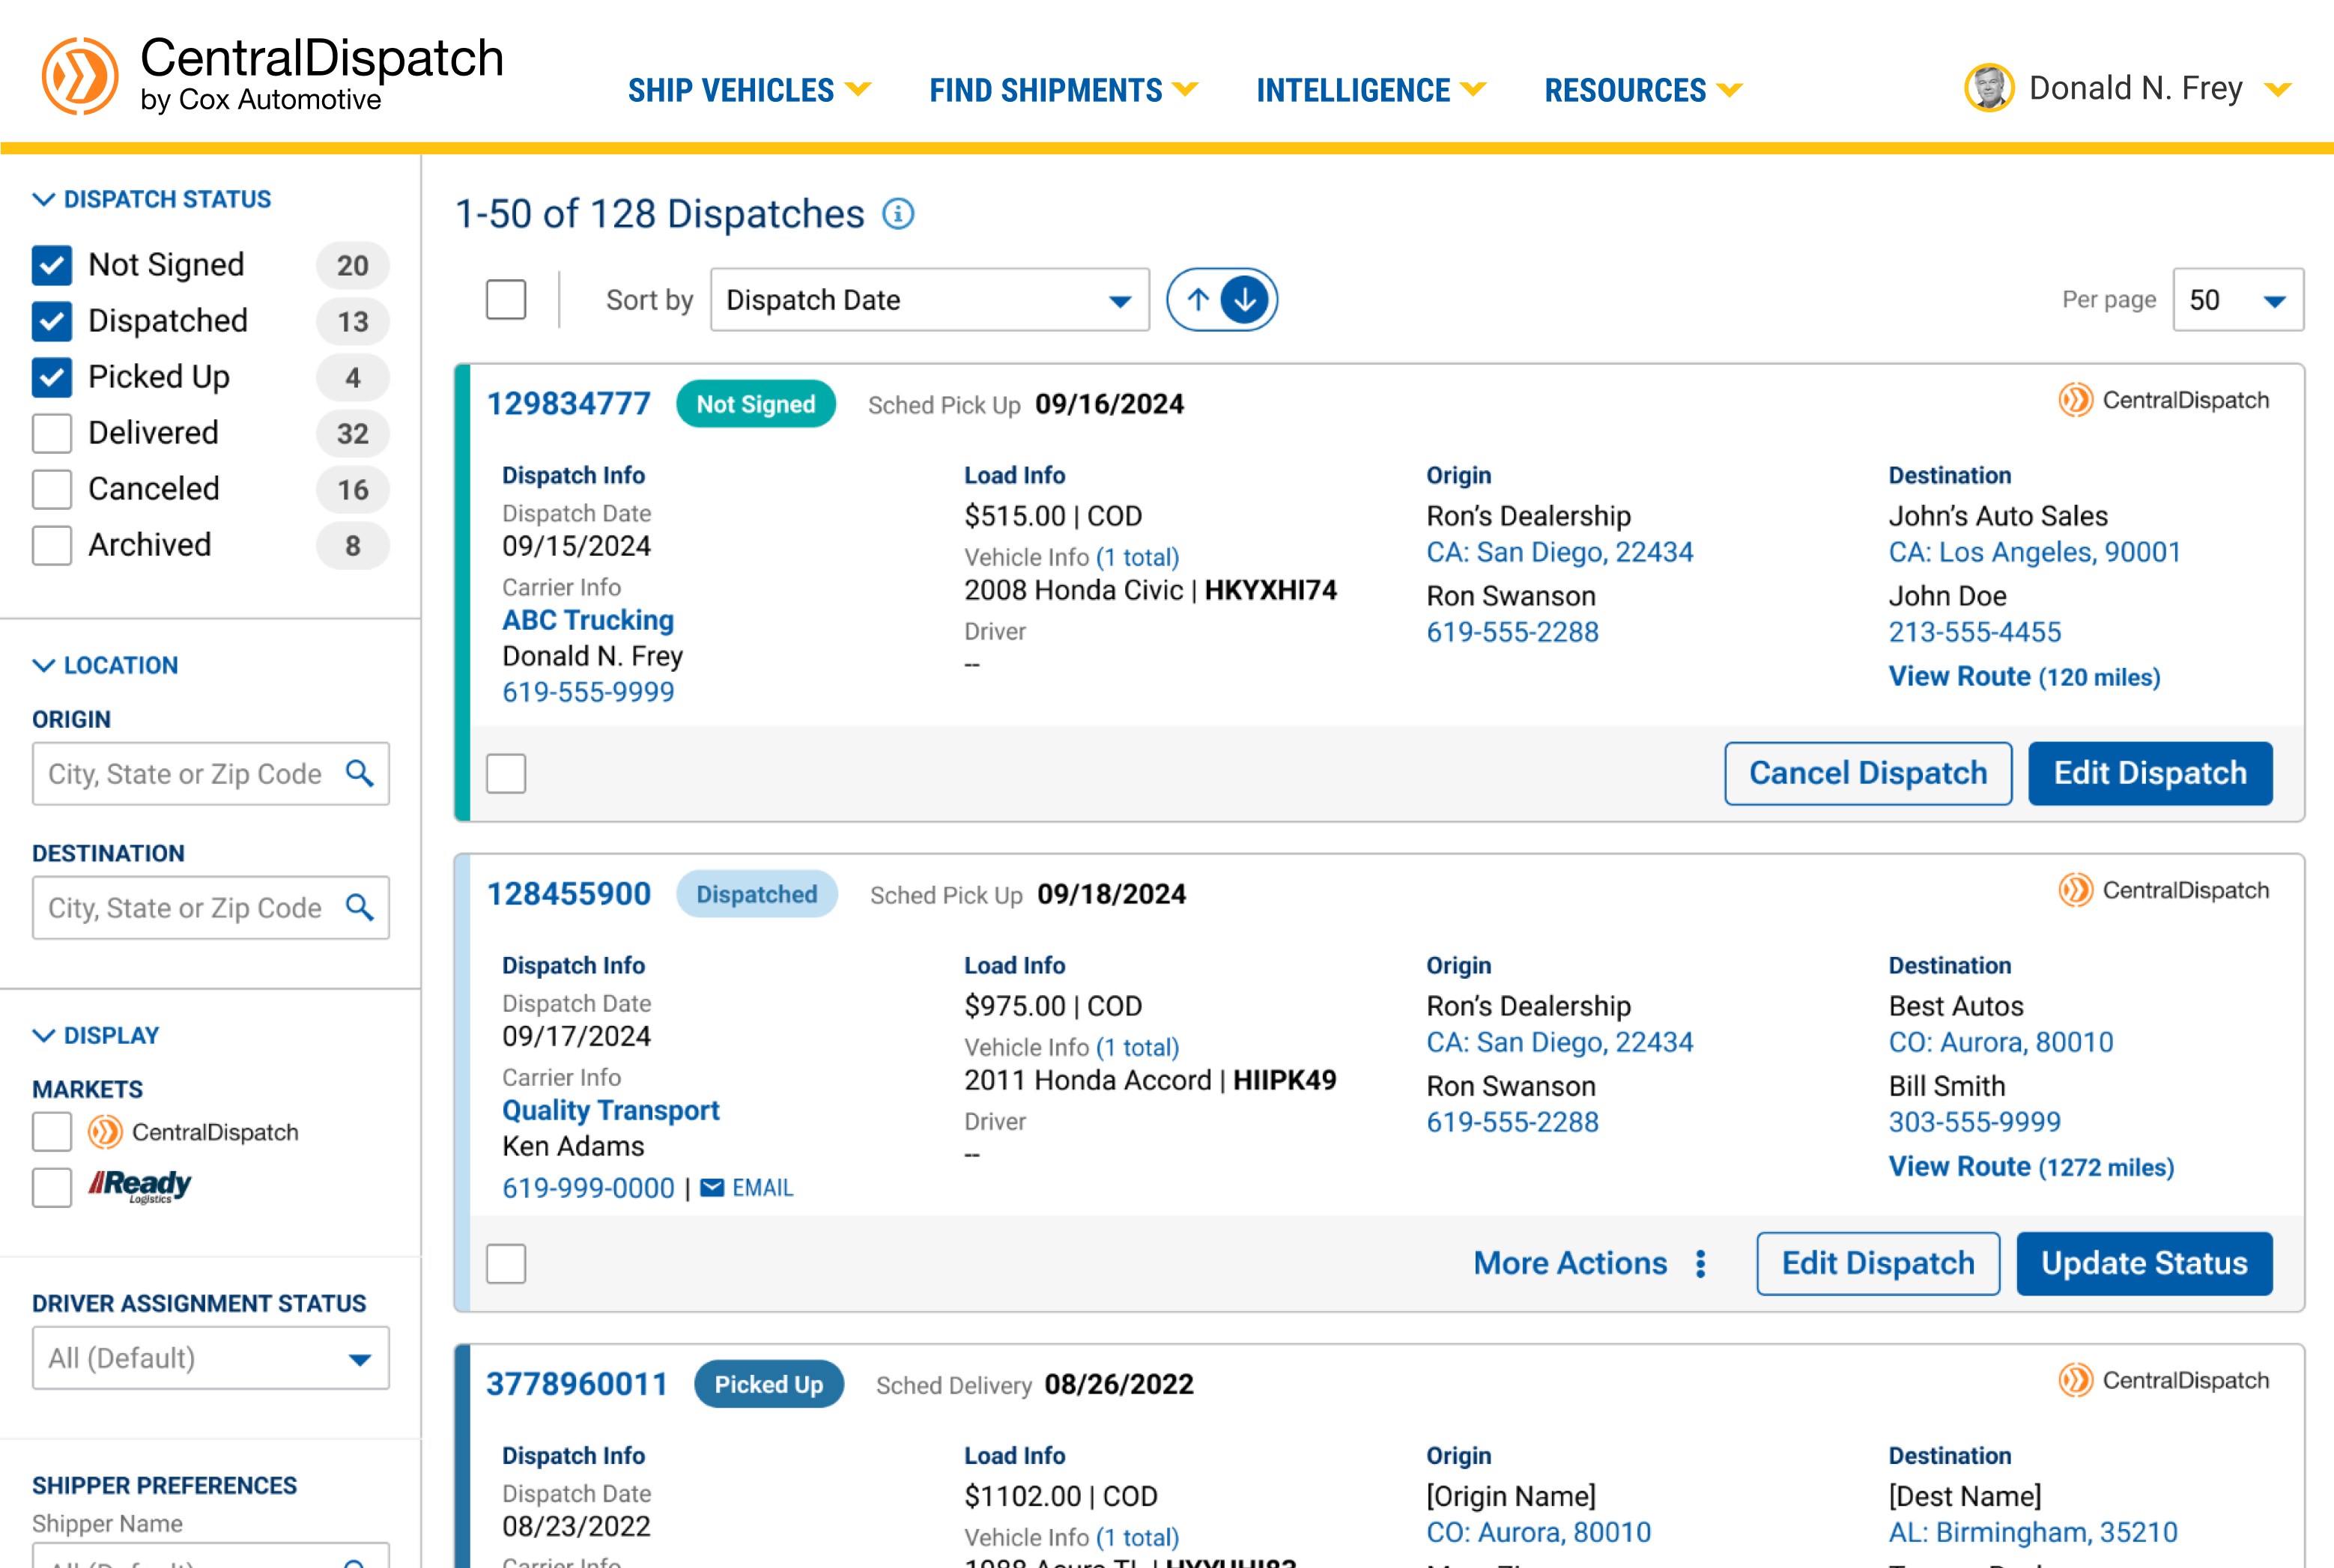 CentralDispatch
by Cox Automotive
SHIP VEHICLES
FIND SHIPMENTS
INTELLIGENCE
RESOURCES
Donald N. Frey
DISPATCH STATUS
Not Signed 20
Dispatched 13
Picked Up 4
Delivered 32
Canceled 16
Archived 8
LOCATION
ORIGIN
City, State or Zip Code
DESTINATION
City, State or Zip Code
DISPLAY
MARKETS
CentralDispatch
Ready
Logistics
DRIVER ASSIGNMENT STATUS
All (Default)
SHIPPER PREFERENCES
Shipper Name
1-50 of 128 Dispatches
Sort by Dispatch Date
Per page 50
129834777 Not Signed Sched Pick Up 09/16/2024
CentralDispatch
Dispatch Info
Dispatch Date
09/15/2024
Carrier Info
ABC Trucking
Donald N. Frey
619-555-9999
Load Info
$515.00 | COD
Vehicle Info (1 total)
2008 Honda Civic | HKYXHI74
Driver
--
Origin
Ron’s Dealership
CA: San Diego, 22434
Ron Swanson
619-555-2288
Destination
John’s Auto Sales
CA: Los Angeles, 90001
John Doe
213-555-4455
View Route (120 miles)
Cancel Dispatch
Edit Dispatch
128455900 Dispatched Sched Pick Up 09/18/2024
CentralDispatch
Dispatch Info
Dispatch Date
09/17/2024
Carrier Info
Quality Transport
Ken Adams
619-999-0000 | EMAIL
Load Info
$975.00 | COD
Vehicle Info (1 total)
2011 Honda Accord | HIIPK49
Driver
--
Origin
Ron’s Dealership
CA: San Diego, 22434
Ron Swanson
619-555-2288
Destination
Best Autos
CO: Aurora, 80010
Bill Smith
303-555-9999
View Route (1272 miles)
More Actions
Edit Dispatch
Update Status
3778960011 Picked Up Sched Delivery 08/26/2022
CentralDispatch
Dispatch Info
Dispatch Date
08/23/2022
Carrier Info
Load Info
$1102.00 | COD
Vehicle Info (1 total)
Origin
[Origin Name]
CO: Aurora, 80010
Destination
[Dest Name]
AL: Birmingham, 35210